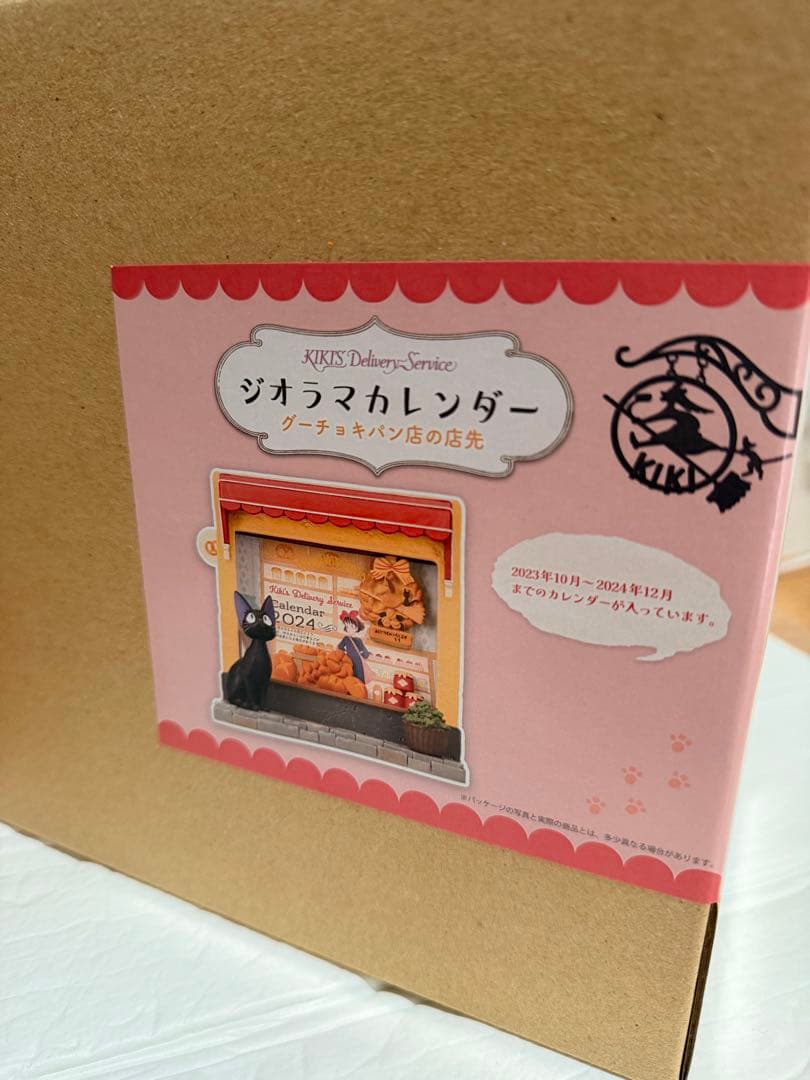 KIKI'S Delivery Service
ジオラマカレンダー
グーチョキパン店の店先
KIKI
2023年10月～2024年12月
までのカレンダーが入っています。
Kiki's Delivery Service
Calendar
2024
※パッケージの写真と実際の商品とは、多少異なる場合があります。